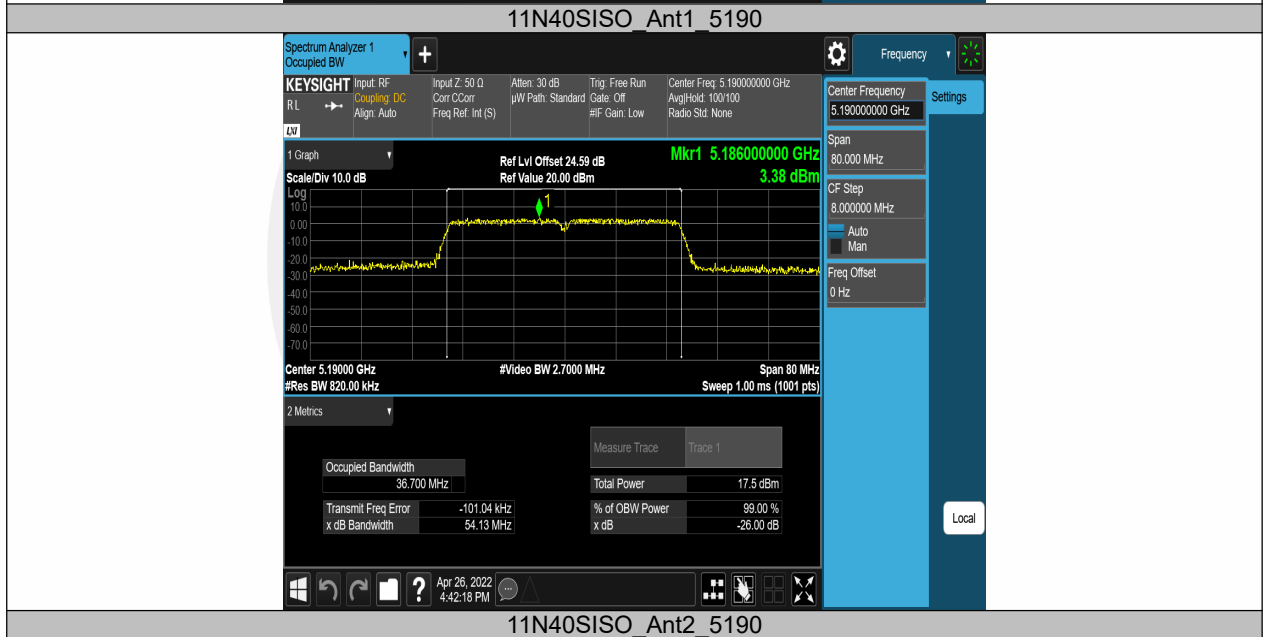 11N40SISO_Ant1_5190
Spectrum Analyzer 1
Occupied BW
+
Frequency
KEYSIGHT
R L
LXI
Input: RF
Coupling: DC
Align: Auto
Input Z: 50 Ω
Corr CCorr
Freq Ref: Int (S)
Atten: 30 dB
µW Path: Standard
Trig: Free Run
Gate: Off
#IF Gain: Low
Center Freq: 5.190000000 GHz
Avg|Hold: 100/100
Radio Std: None
Center Frequency
5.190000000 GHz
Settings
Span
80.000 MHz
CF Step
8.000000 MHz
Auto
Man
Freq Offset
0 Hz
1 Graph
Scale/Div 10.0 dB
Ref Lvl Offset 24.59 dB
Ref Value 20.00 dBm
Mkr1 5.186000000 GHz
3.38 dBm
Log
10.0
0.00
-10.0
-20.0
-30.0
-40.0
-50.0
-60.0
-70.0
1
Center 5.19000 GHz
#Video BW 2.7000 MHz
Span 80 MHz
#Res BW 820.00 kHz
Sweep 1.00 ms (1001 pts)
2 Metrics
Measure Trace Trace 1
Occupied Bandwidth
36.700 MHz
Total Power 17.5 dBm
Transmit Freq Error -101.04 kHz
% of OBW Power 99.00 %
x dB Bandwidth 54.13 MHz
x dB -26.00 dB
Local
?
Apr 26, 2022
4:42:18 PM
11N40SISO_Ant2_5190